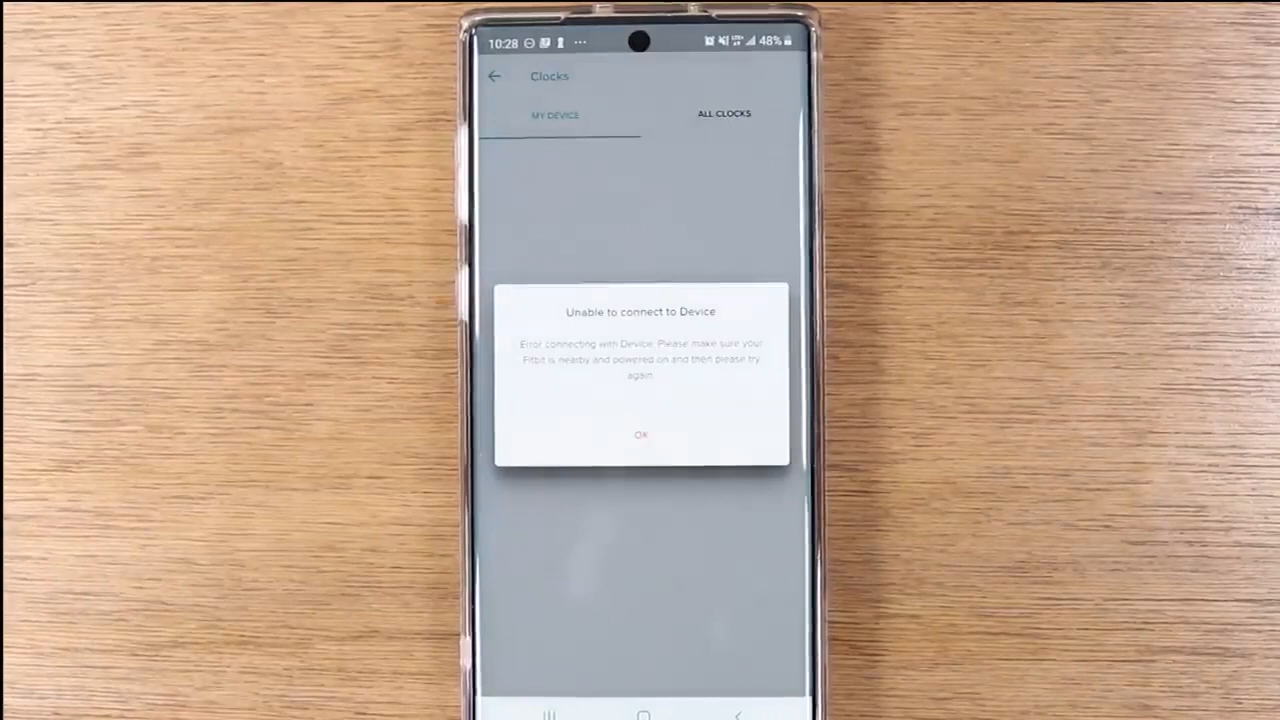 10:28
48%
Clocks
MY DEVICE
ALL CLOCKS
Unable to connect to Device
Error connecting with Device. Please make sure your
Fitbit is nearby and powered on and then please try
again.
OK